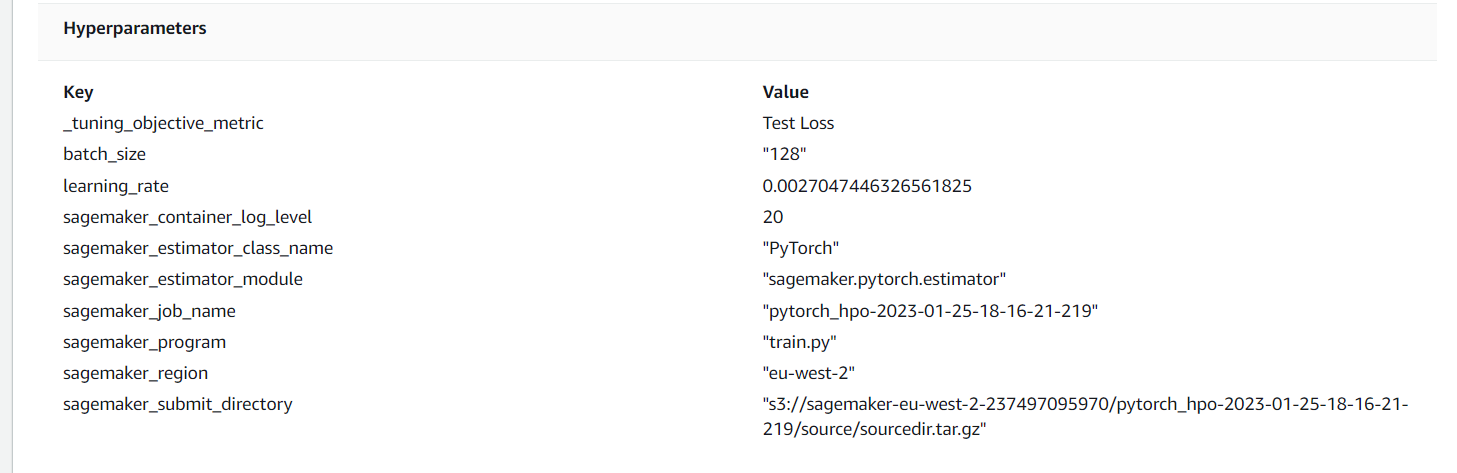 Hyperparameters
Key Value
_tuning_objective_metric Test Loss
batch_size "128"
learning_rate 0.0027047446326561825
sagemaker_container_log_level 20
sagemaker_estimator_class_name "PyTorch"
sagemaker_estimator_module "sagemaker.pytorch.estimator"
sagemaker_job_name "pytorch_hpo-2023-01-25-18-16-21-219"
sagemaker_program "train.py"
sagemaker_region "eu-west-2"
sagemaker_submit_directory "s3://sagemaker-eu-west-2-237497095970/pytorch_hpo-2023-01-25-18-16-21-
219/source/sourcedir.tar.gz"